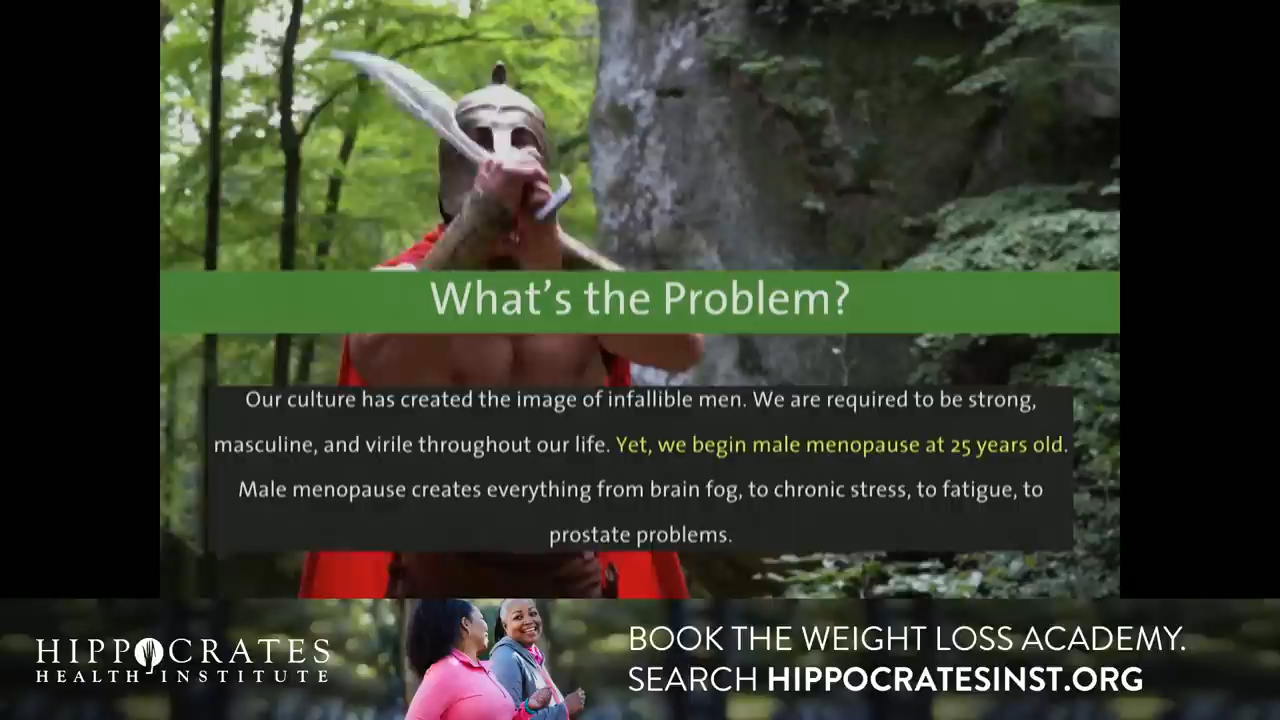 What's the Problem?
Our culture has created the image of infallible men. We are required to be strong,
masculine, and virile throughout our life. Yet, we begin male menopause at 25 years old.
Male menopause creates everything from brain fog, to chronic stress, to fatigue, to
prostate problems.
HIPPOCRATES
HEALTH INSTITUTE
BOOK THE WEIGHT LOSS ACADEMY.
SEARCH HIPPOCRATESINST.ORG